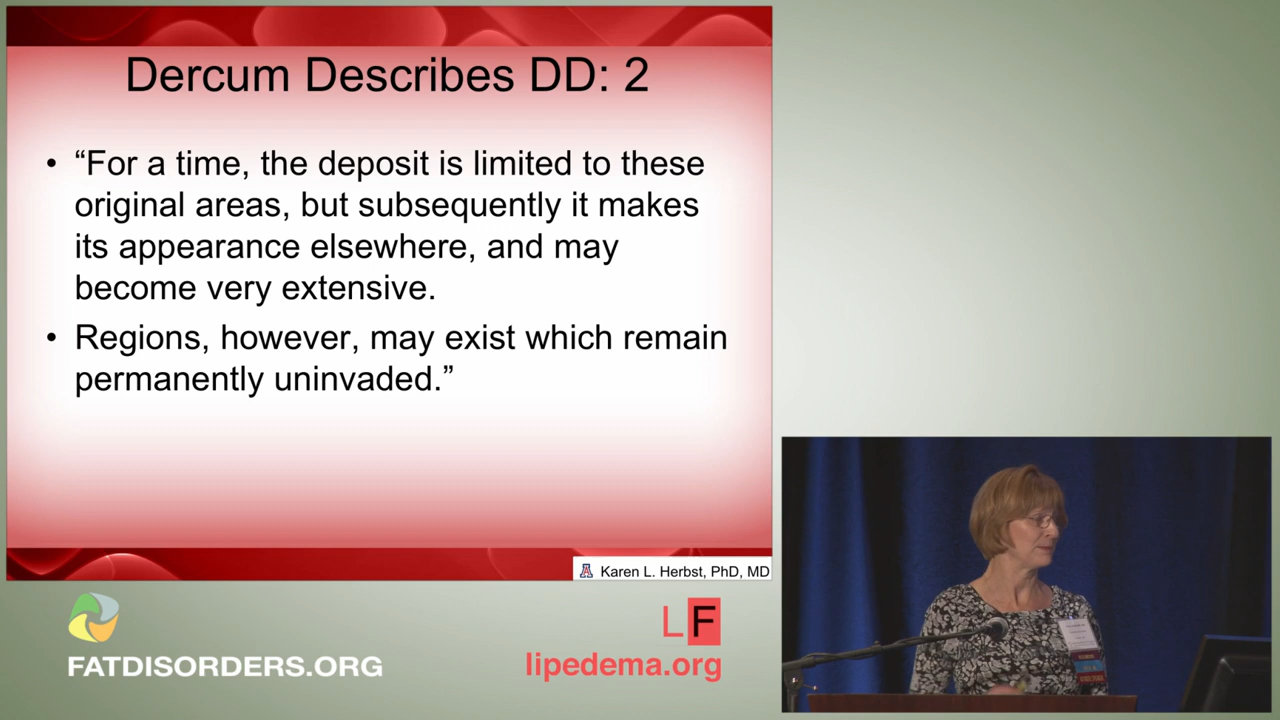 Dercum Describes DD: 2
• “For a time, the deposit is limited to these
original areas, but subsequently it makes
its appearance elsewhere, and may
become very extensive.
• Regions, however, may exist which remain
permanently uninvaded.”
A Karen L. Herbst, PhD, MD
FATDISORDERS.ORG
LF
lipedema.org